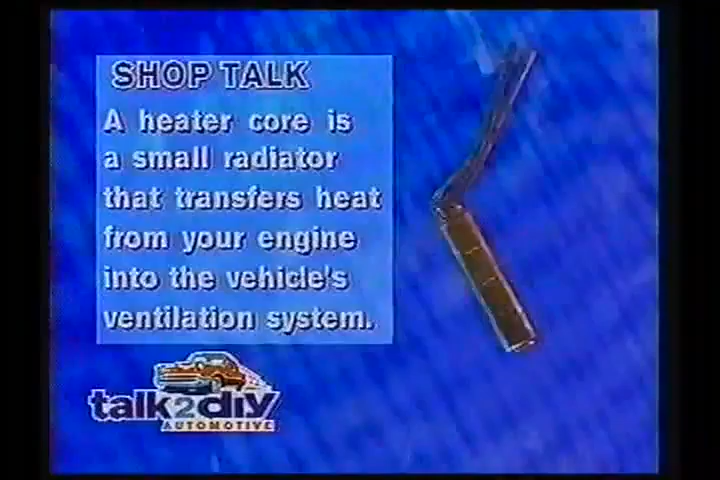 SHOP TALK
A heater core is
a small radiator
that transfers heat
from your engine
into the vehicle's
ventilation system.
talk2diy
AUTOMOTIVE